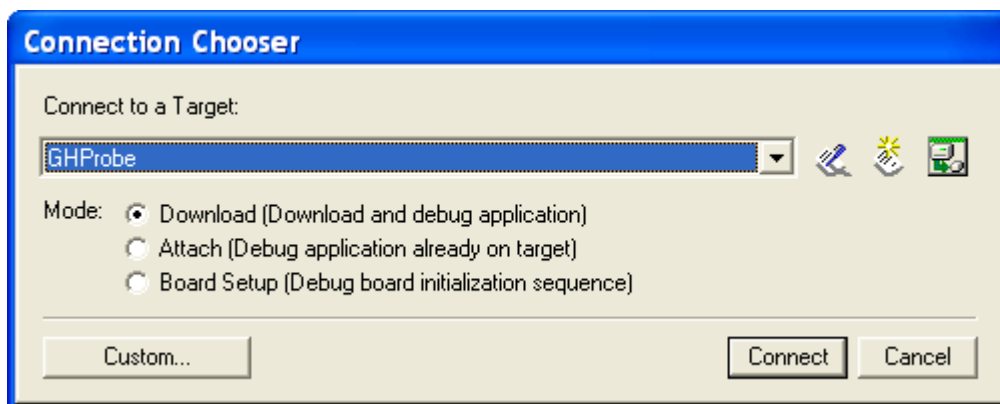 Connection Chooser
Connect to a Target:
GHProbe
Mode: Download (Download and debug application)
Attach (Debug application already on target)
Board Setup (Debug board initialization sequence)
Custom... Connect Cancel